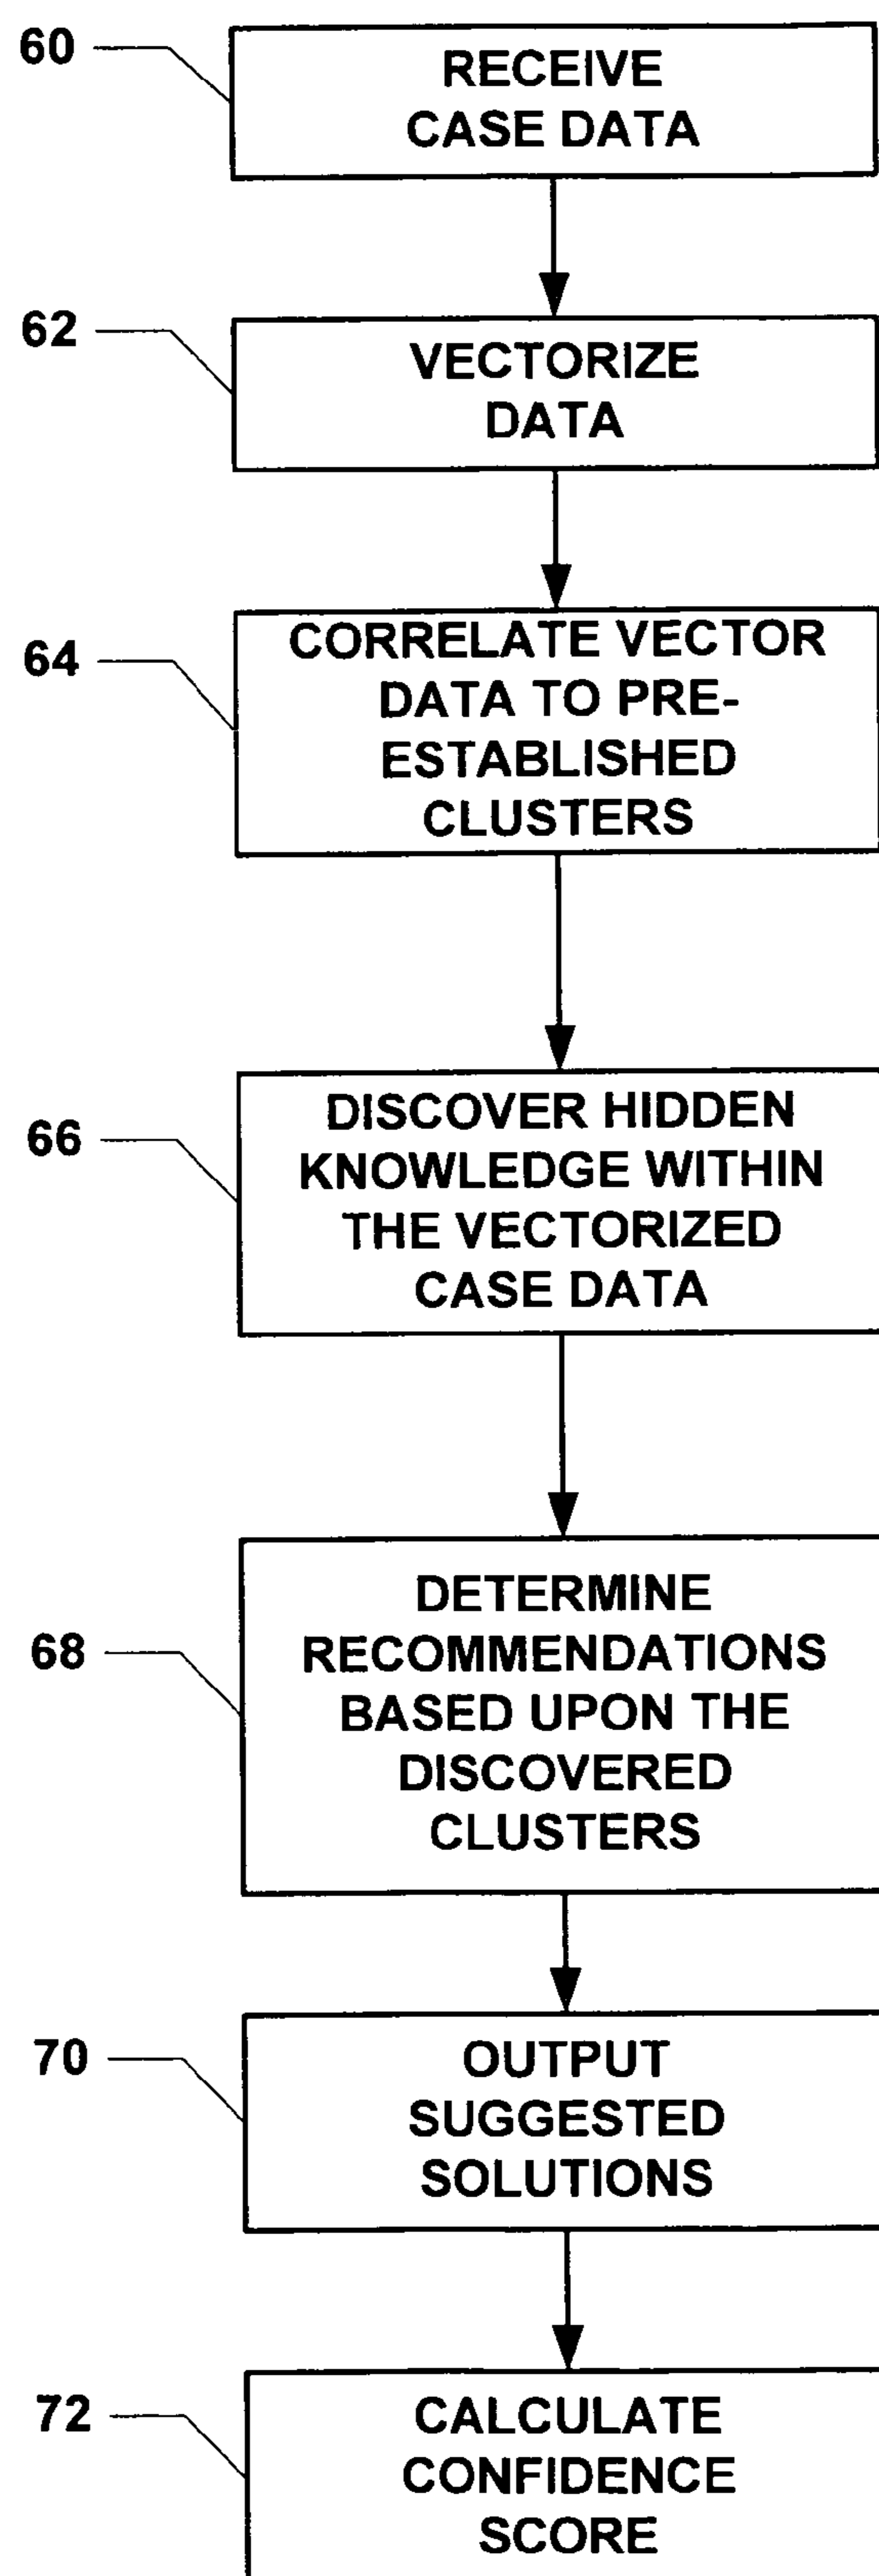 60
RECEIVE
CASE DATA
62
VECTORIZE
DATA
64
CORRELATE VECTOR
DATA TO PRE-
ESTABLISHED
CLUSTERS
66
DISCOVER HIDDEN
KNOWLEDGE WITHIN
THE VECTORIZED
CASE DATA
68
DETERMINE
RECOMMENDATIONS
BASED UPON THE
DISCOVERED
CLUSTERS
70
OUTPUT
SUGGESTED
SOLUTIONS
72
CALCULATE
CONFIDENCE
SCORE